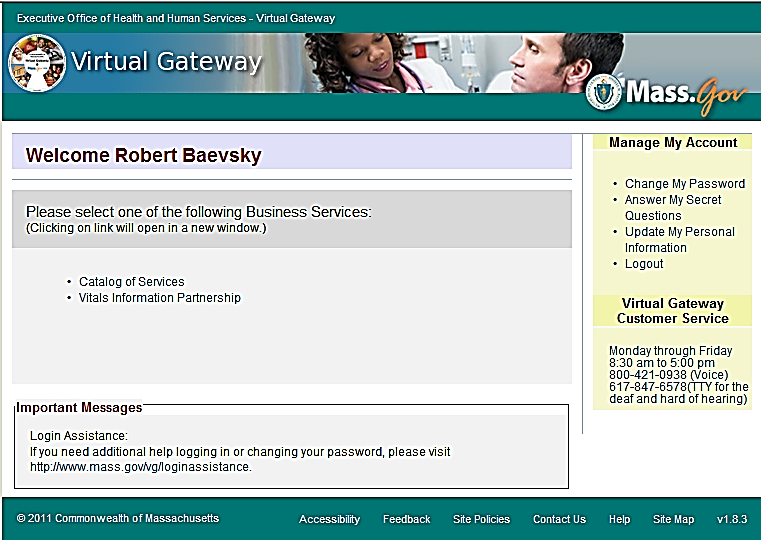 Executive Office of Health and Human Services - Virtual Gateway
Virtual Gateway
Mass.Gov
Welcome Robert Baevsky
Please select one of the following Business Services:
(Clicking on link will open in a new window.)
• Catalog of Services
• Vitals Information Partnership
Important Messages
Login Assistance:
If you need additional help logging in or changing your password, please visit
http://www.mass.gov/vg/loginassistance.
Manage My Account
• Change My Password
• Answer My Secret
Questions
• Update My Personal
Information
• Logout
Virtual Gateway
Customer Service
Monday through Friday
8:30 am to 5:00 pm
800-421-0938 (Voice)
617-847-6578(TTY for the
deaf and hard of hearing)
© 2011 Commonwealth of Massachusetts Accessibility Feedback Site Policies Contact Us Help Site Map v1.8.3